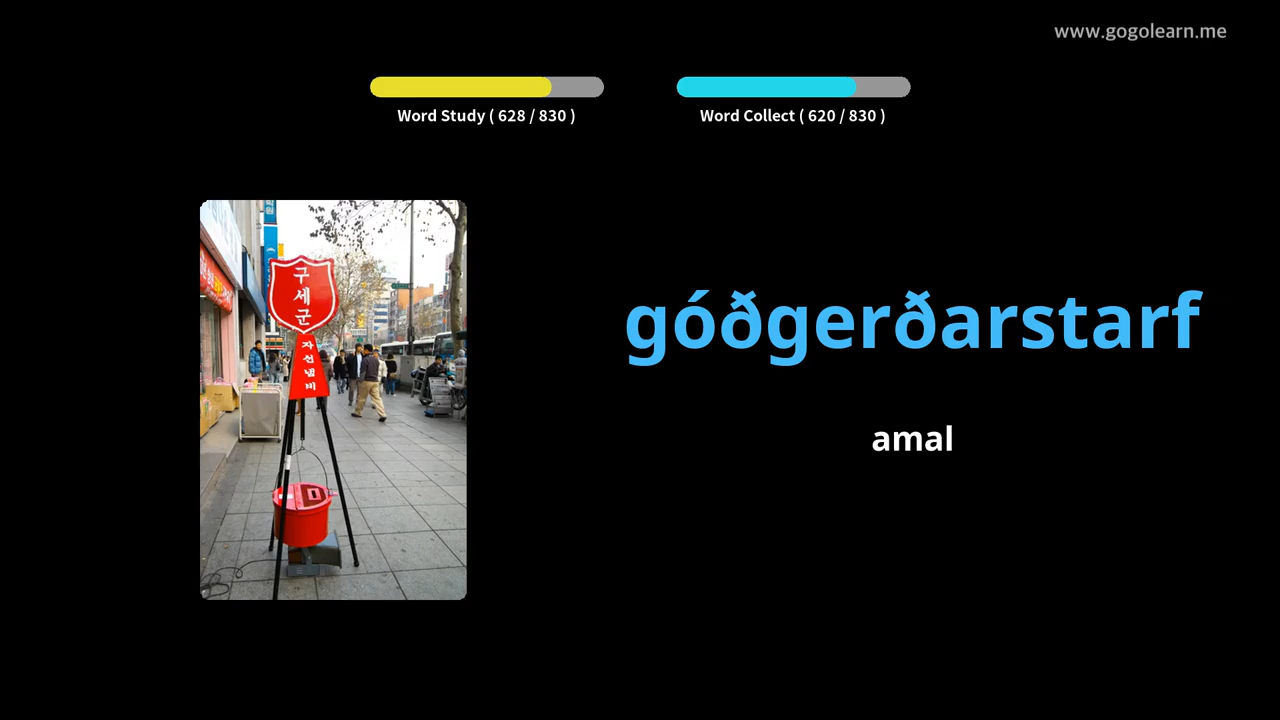 www.gogolearn.me
Word Study ( 628 / 830 )
Word Collect ( 620 / 830 )
구세군
자선냄비
góðgerðarstarf
amal